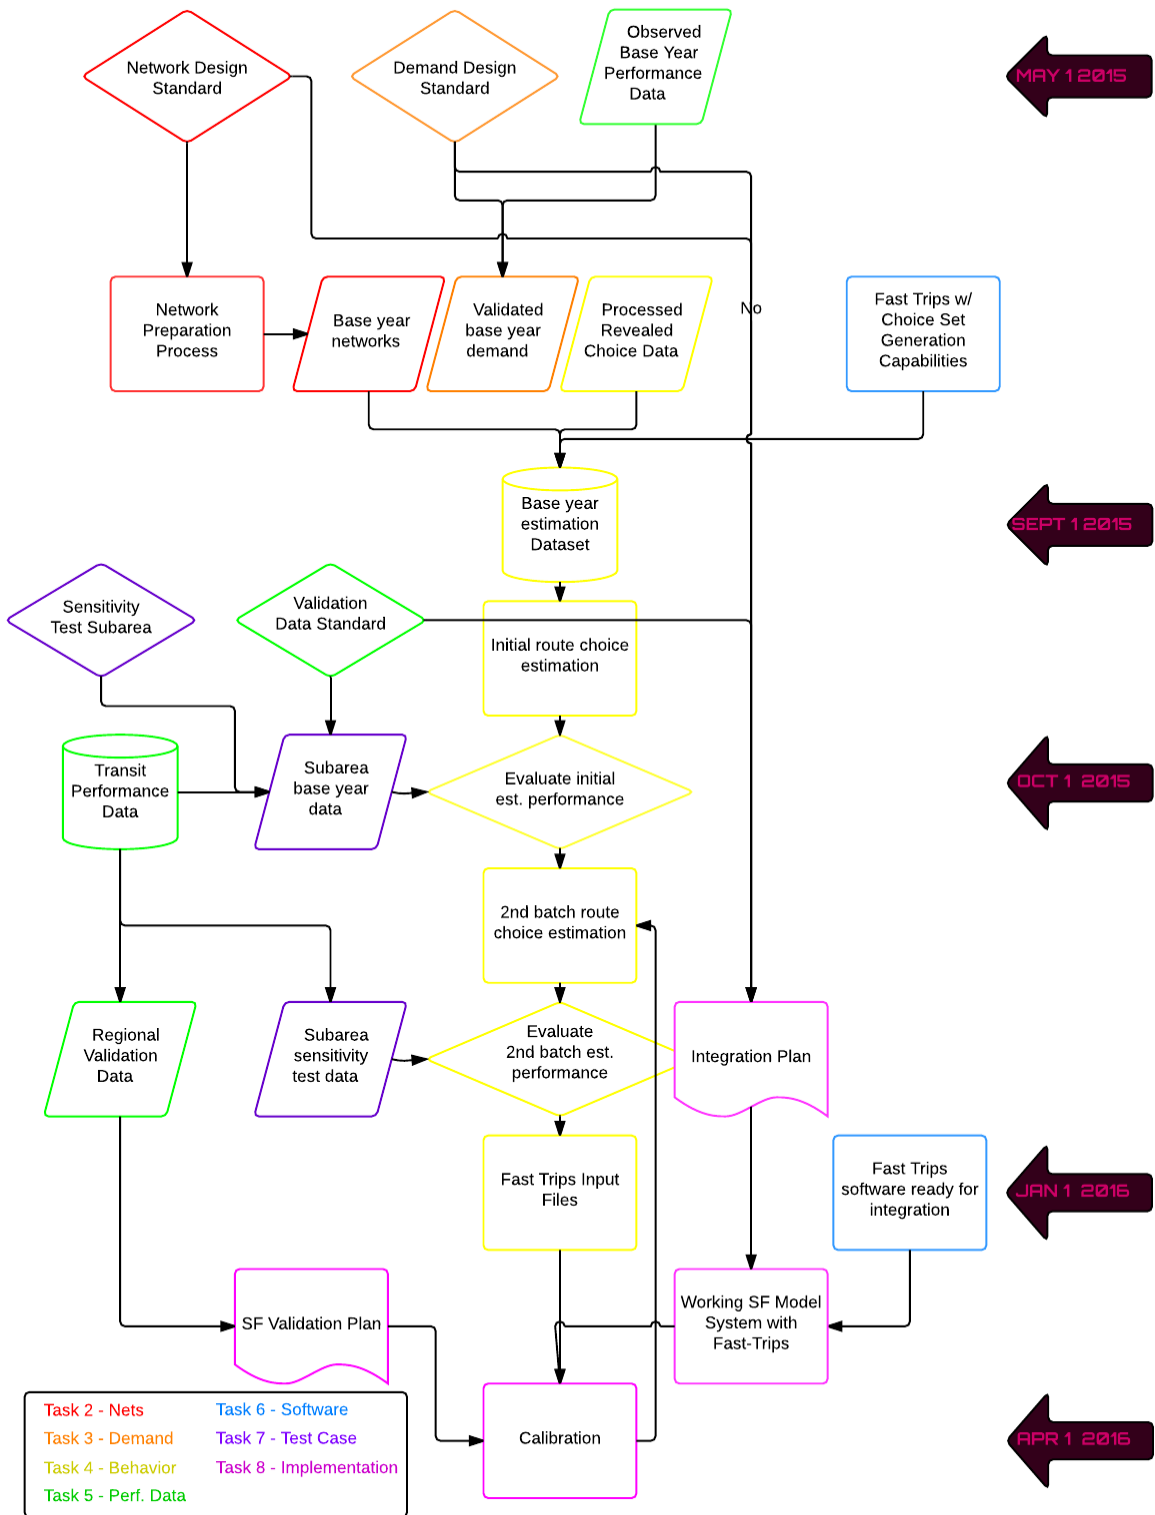 Network Design
Standard
Demand Design
Standard
Observed
Base Year
Performance
Data
MAY 1 2015
Network
Preparation
Process
Base year
networks
Validated
base year
demand
Processed
Revealed
Choice Data
No
Fast Trips w/
Choice Set
Generation
Capabilities
Base year
estimation
Dataset
SEPT 1 2015
Sensitivity
Test Subarea
Validation
Data Standard
Initial route choice
estimation
Transit
Performance
Data
Subarea
base year
data
Evaluate initial
est. performance
OCT 1 2015
2nd batch route
choice estimation
Regional
Validation
Data
Subarea
sensitivity
test data
Evaluate
2nd batch est.
performance
Integration Plan
Fast Trips Input
Files
Fast Trips
software ready for
integration
JAN 1 2016
SF Validation Plan
Working SF Model
System with
Fast-Trips
Calibration
APR 1 2016
Task 2 - Nets
Task 3 - Demand
Task 4 - Behavior
Task 5 - Perf. Data
Task 6 - Software
Task 7 - Test Case
Task 8 - Implementation